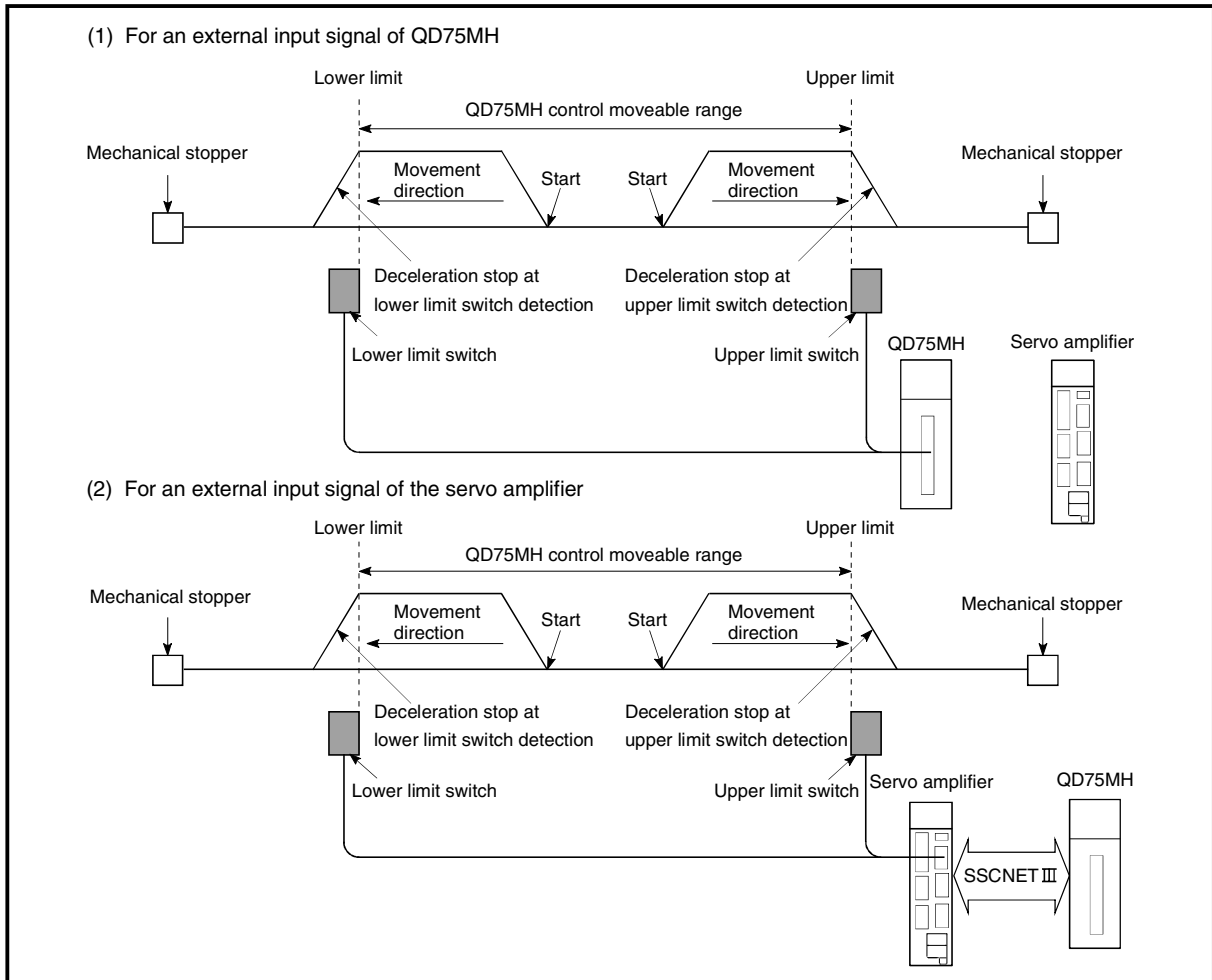 (1) For an external input signal of QD75MH
Lower limit
Upper limit
QD75MH control moveable range
Mechanical stopper
Mechanical stopper
Movement
direction
Start
Start
Movement
direction
Deceleration stop at
lower limit switch detection
Deceleration stop at
upper limit switch detection
Lower limit switch
Upper limit switch
QD75MH
Servo amplifier
(2) For an external input signal of the servo amplifier
Lower limit
Upper limit
QD75MH control moveable range
Mechanical stopper
Mechanical stopper
Movement
direction
Start
Start
Movement
direction
Deceleration stop at
lower limit switch detection
Deceleration stop at
upper limit switch detection
Lower limit switch
Upper limit switch
Servo amplifier
QD75MH
SSCNETⅢ